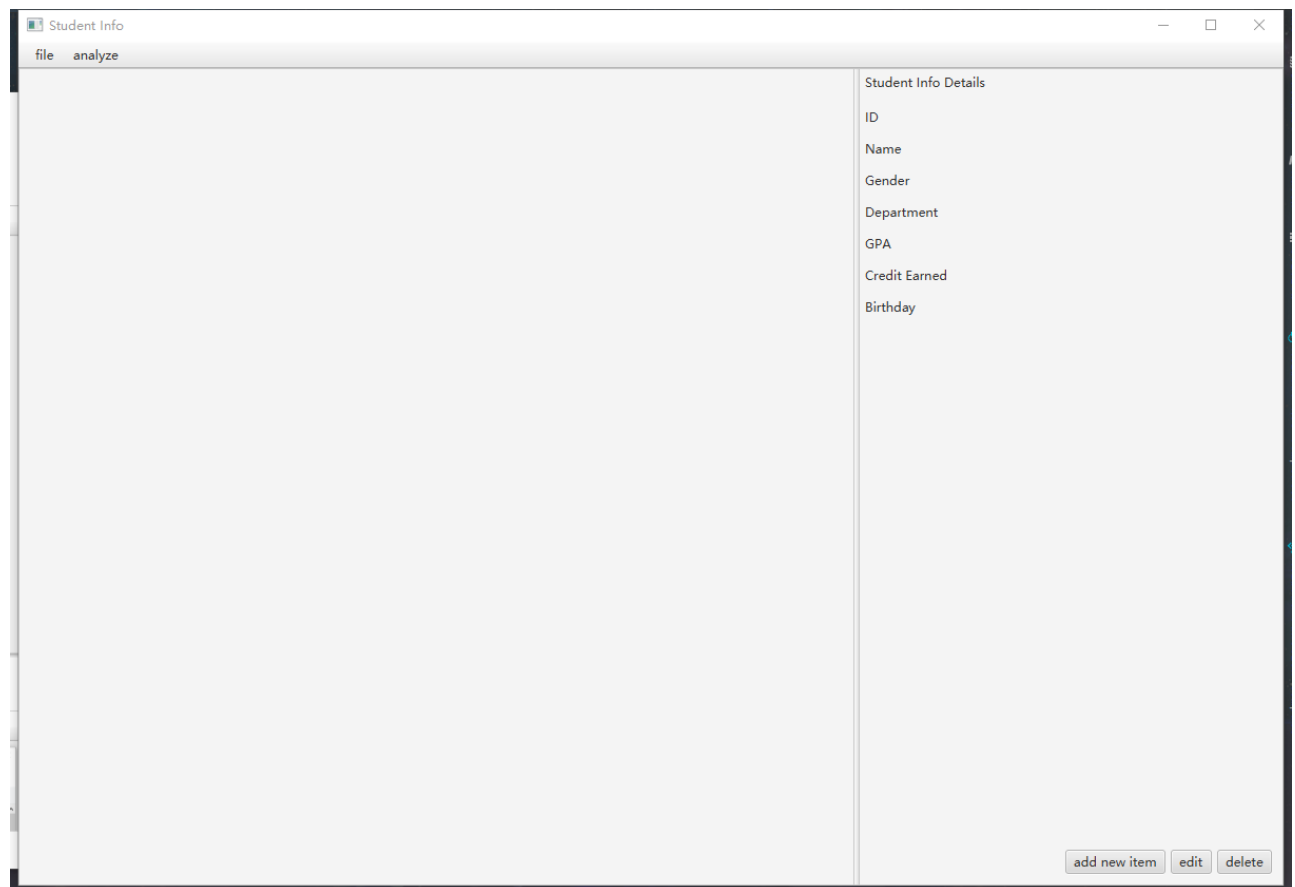 Student Info
file analyze
Student Info Details
ID
Name
Gender
Department
GPA
Credit Earned
Birthday
add new item edit delete